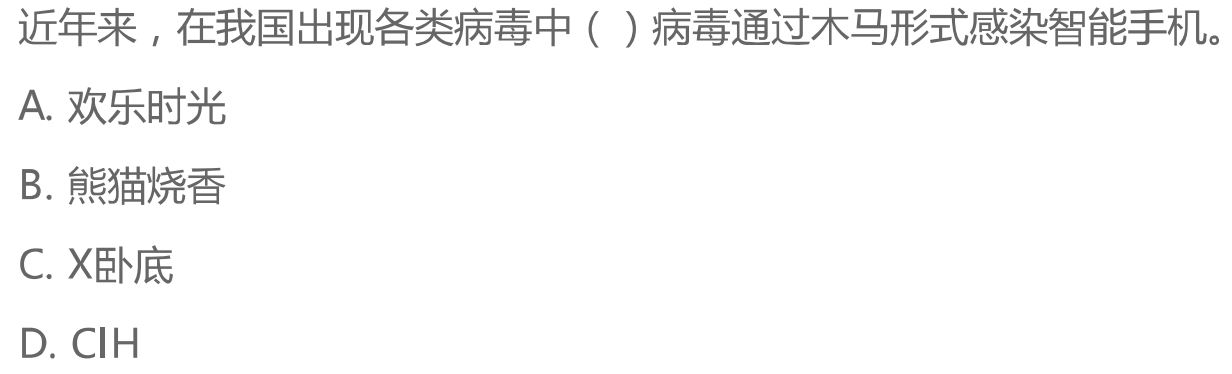 近年来，在我国出现各类病毒中（ ）病毒通过木马形式感染智能手机。
A. 欢乐时光
B. 熊猫烧香
C. X卧底
D. CIH